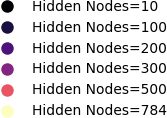 Hidden Nodes=10
Hidden Nodes=100
Hidden Nodes=200
Hidden Nodes=300
Hidden Nodes=500
Hidden Nodes=784